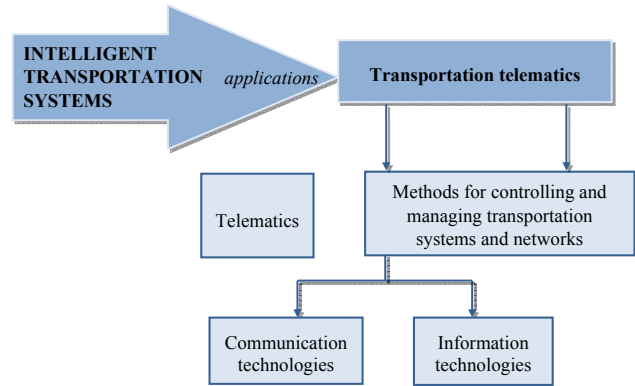 INTELLIGENT
TRANSPORTATION
SYSTEMS
applications
Transportation telematics
Telematics
Methods for controlling and
managing transportation
systems and networks
Communication
technologies
Information
technologies